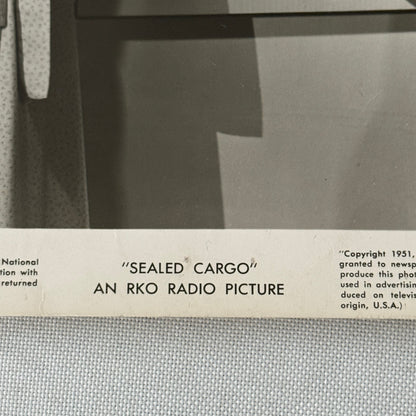 National
tion with
returned
"SEALED CARGO"
AN RKO RADIO PICTURE
"Copyright 1951,
granted to newsp
produce this phot
used in advertisin
duced on televis
origin, U.S.A.)